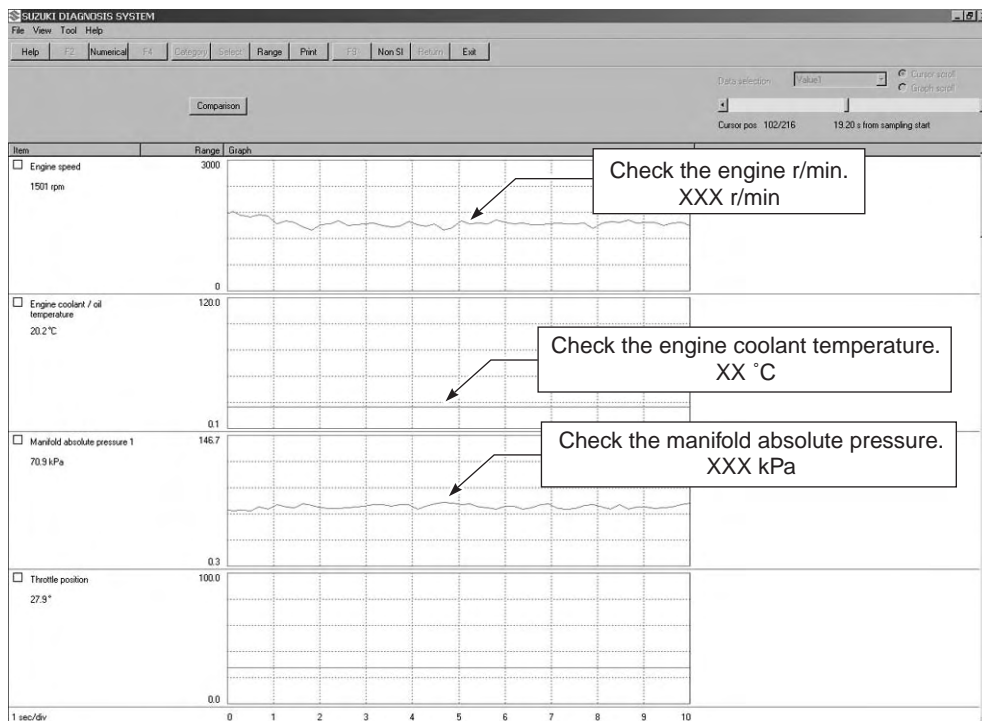 SUZUKI DIAGNOSIS SYSTEM
File View Tool Help
Help F2 Numerical F4 Category Select Range Print F9 Non SI Return Exit
Data selection Value1 Cursor scroll
Graph scroll
Comparison
Cursor pos 102/216 19.20 s from sampling start
Item Range Graph
Engine speed 3000
1501 rpm
0
Check the engine r/min.
XXX r/min
Engine coolant / oil temperature 120.0
20.2 °C
0.1
Check the engine coolant temperature.
XX ˚C
Manifold absolute pressure 1 146.7
70.9 kPa
0.3
Check the manifold absolute pressure.
XXX kPa
Throttle position 100.0
27.9 °
0.0
1 sec/div 0 1 2 3 4 5 6 7 8 9 10